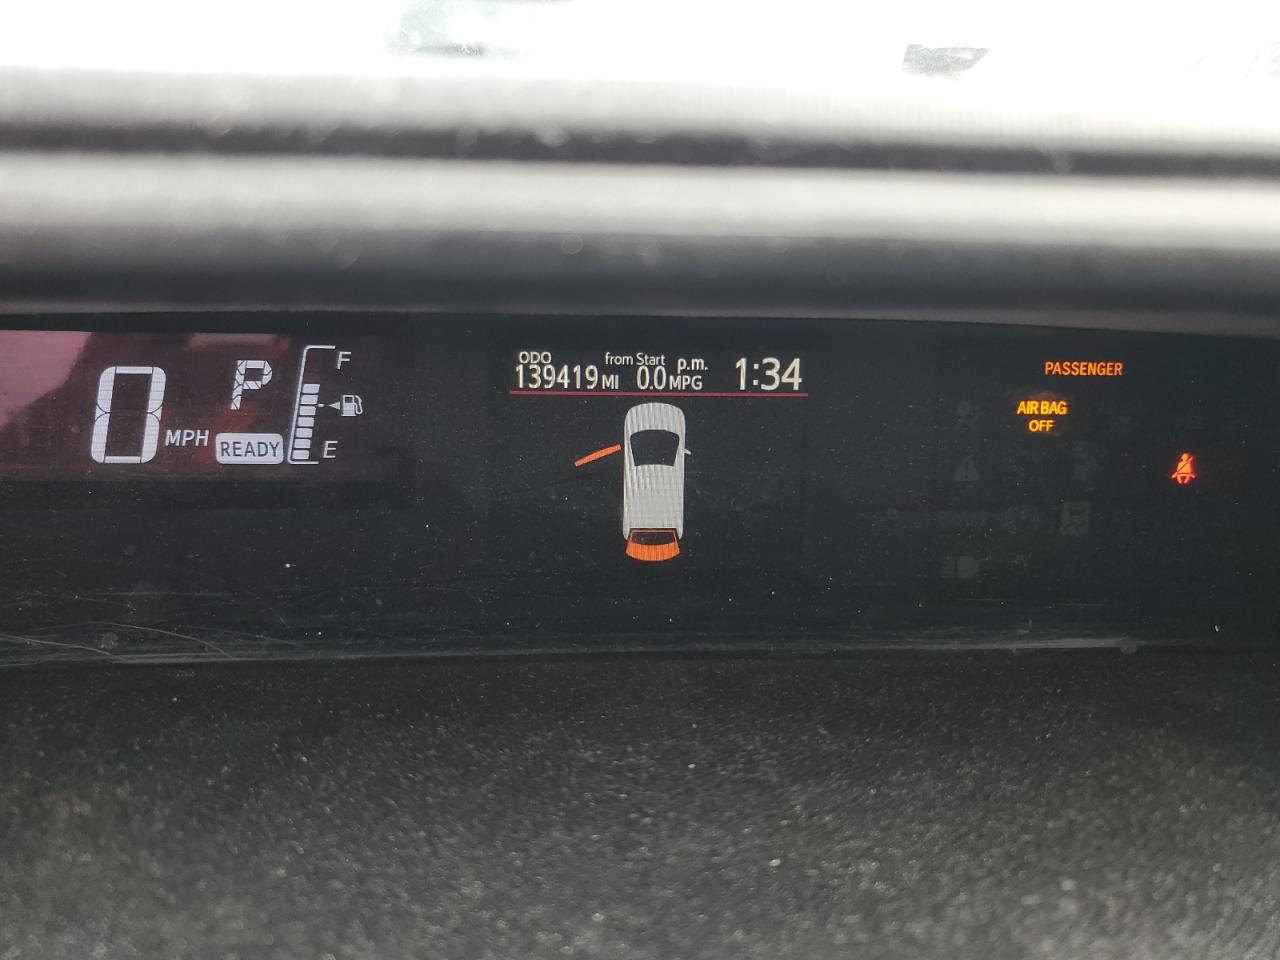 0 MPH
P
READY
F
E
ODO from Start p.m. 1:34
139419 MI 0.0 MPG
PASSENGER
AIR BAG
OFF